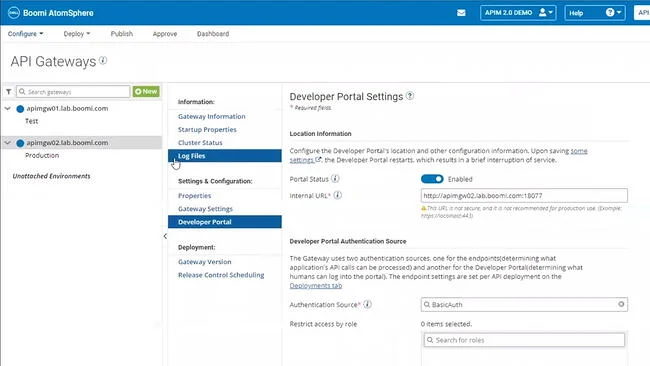 DELL Boomi AtomSphere
APIM 2.0 DEMO
Help
API
Configure
Deploy
Publish
Approve
Dashboard
API Gateways
Search gateways
New
apimgw01.lab.boomi.com
Test
apimgw02.lab.boomi.com
Production
Unattached Environments
Information:
Gateway Information
Startup Properties
Cluster Status
Log Files
Settings & Configuration:
Properties
Gateway Settings
Developer Portal
Deployment:
Gateway Version
Release Control Scheduling
Developer Portal Settings
* Required fields.
Location Information
Configure the Developer Portal's location and other configuration information. Upon saving some
settings, the Developer Portal restarts, which results in a brief interruption of service.
Portal Status
Enabled
Internal URL*
http://apimgw02.lab.boomi.com:18077
This URL is not secure, and it is not recommended for production use. (Example:
https://localhost:443).
Developer Portal Authentication Source
The Gateway uses two authentication sources, one for the endpoints(determining what
application's API calls can be processed) and another for the Developer Portal(determining what
humans can log into the portal). The endpoint settings are set per API deployment on the
Deployments tab
Authentication Source*
BasicAuth
Restrict access by role
0 items selected.
Search for roles